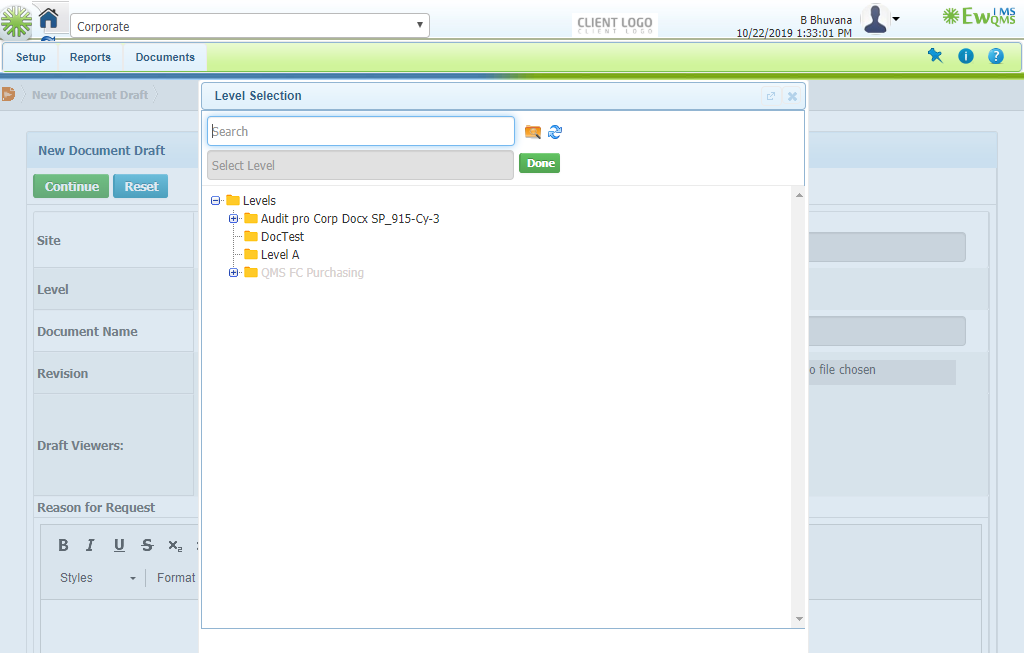 Corporate
CLIENT LOGO
CLIENT LOGO
B Bhuvana
10/22/2019 1:33:01 PM
EwQMS
IMS
Setup Reports Documents
New Document Draft
Level Selection
New Document Draft
Search
Select Level
Done
Continue Reset
Levels
Audit pro Corp Docx SP_915-Cy-3
DocTest
Level A
QMS FC Purchasing
Site
Level
Document Name
Revision
o file chosen
Draft Viewers:
Reason for Request
B I U S x₂
Styles Format